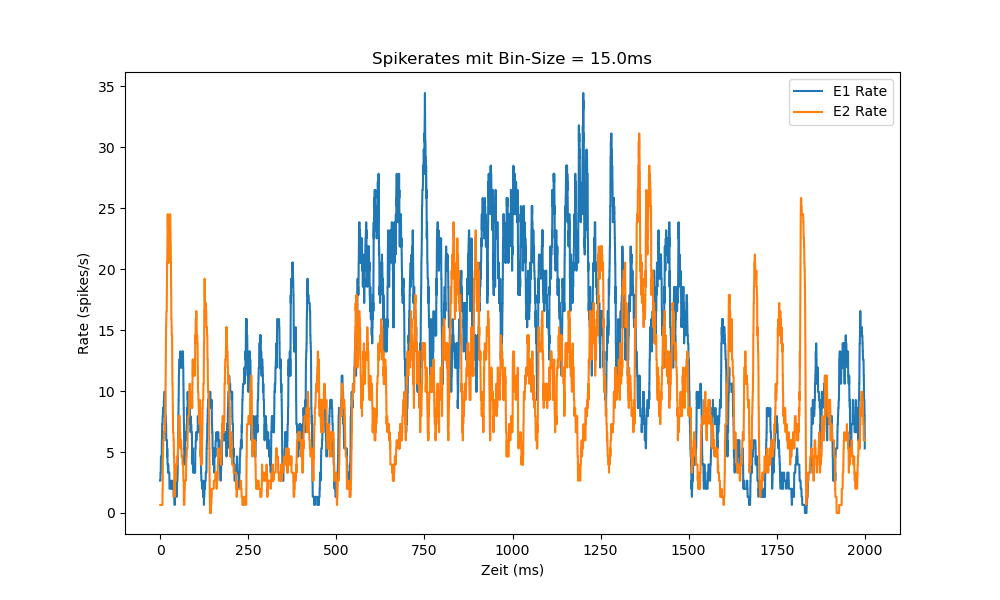 Spikerates mit Bin-Size = 15.0ms
E1 Rate
E2 Rate
35
30
25
20
15
10
5
0
Rate (spikes/s)
0 250 500 750 1000 1250 1500 1750 2000
Zeit (ms)